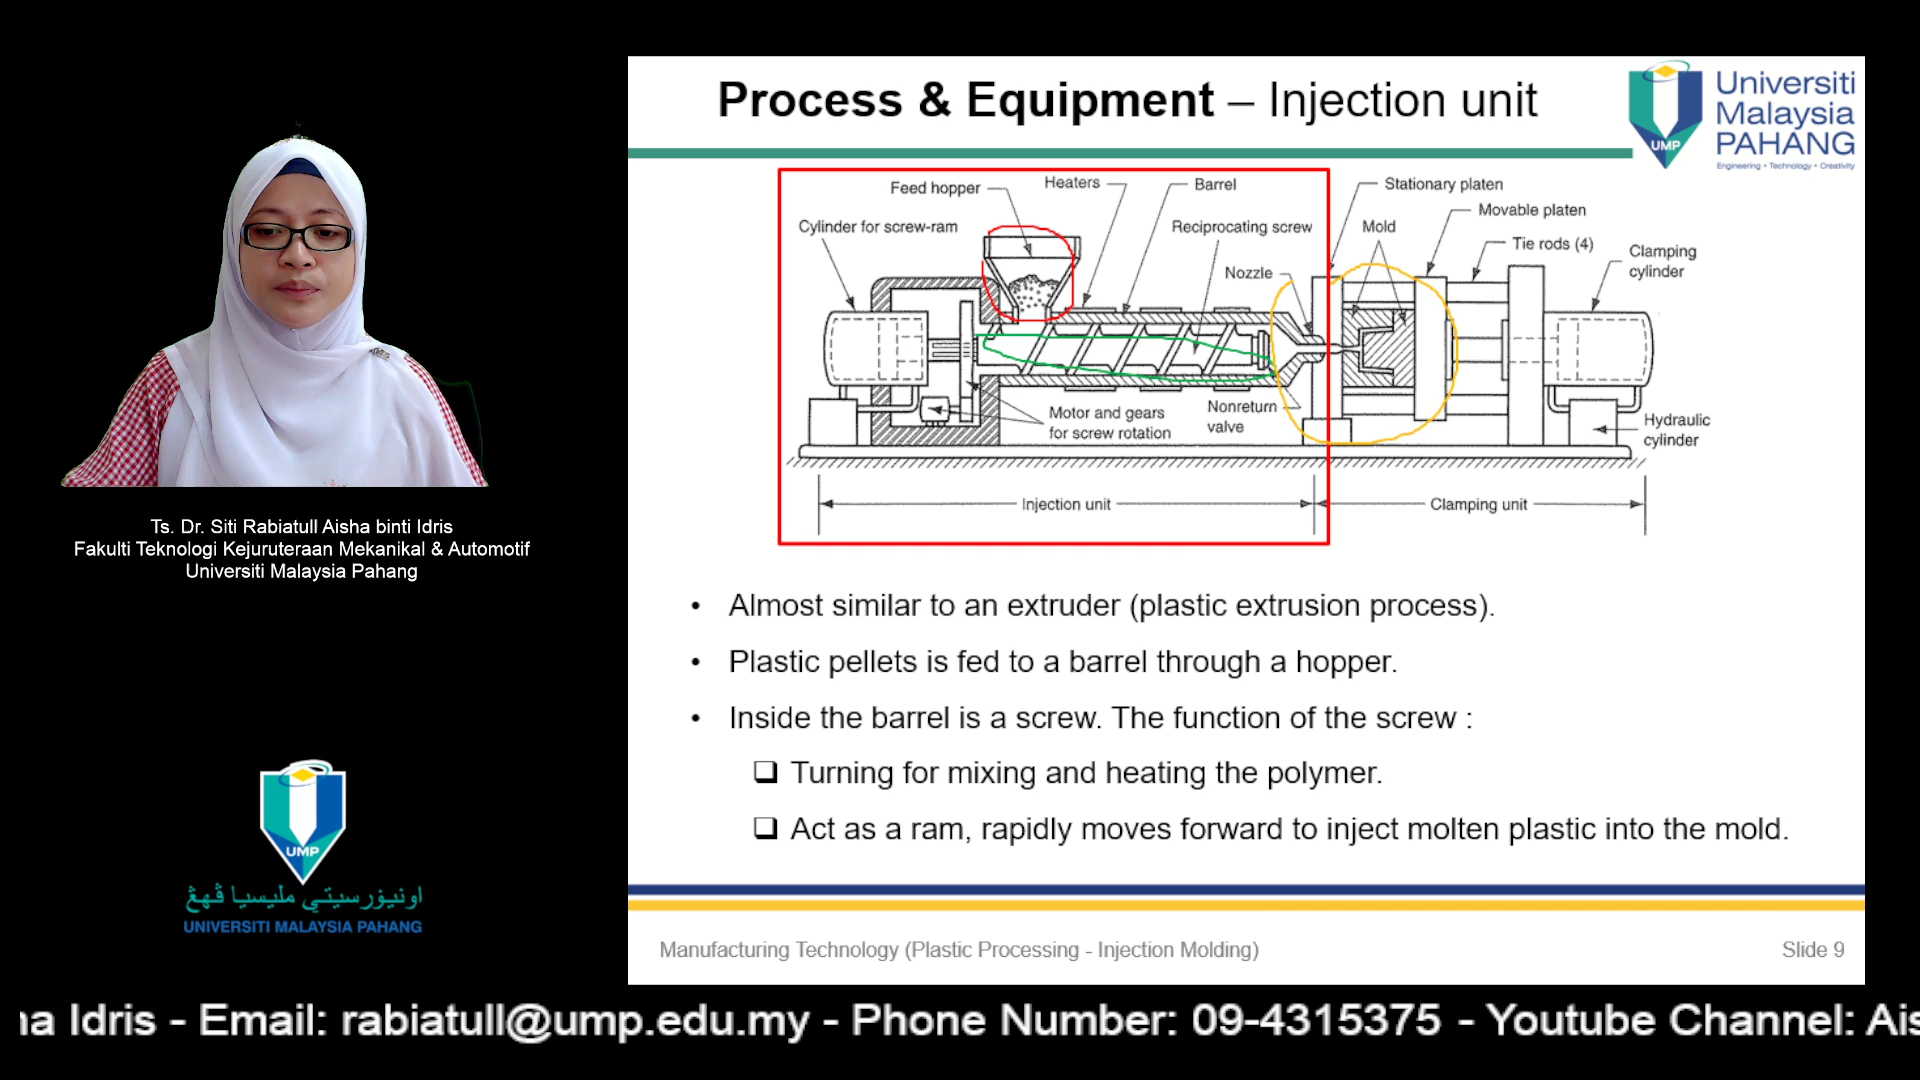 Process & Equipment – Injection unit
Universiti
Malaysia
PAHANG
Engineering • Technology • Creativity
UMP
Feed hopper
Heaters
Barrel
Stationary platen
Movable platen
Cylinder for screw-ram
Reciprocating screw
Mold
Tie rods (4)
Clamping
cylinder
Nozzle
Motor and gears
for screw rotation
Nonreturn
valve
Hydraulic
cylinder
Injection unit
Clamping unit
Ts. Dr. Siti Rabiatull Aisha binti Idris
Fakulti Teknologi Kejuruteraan Mekanikal & Automotif
Universiti Malaysia Pahang
• Almost similar to an extruder (plastic extrusion process).
• Plastic pellets is fed to a barrel through a hopper.
• Inside the barrel is a screw. The function of the screw :
❑ Turning for mixing and heating the polymer.
❑ Act as a ram, rapidly moves forward to inject molten plastic into the mold.
UMP
اونيۏرسيتي مليسيا ڤهڠ
UNIVERSITI MALAYSIA PAHANG
Manufacturing Technology (Plastic Processing - Injection Molding)
Slide 9
na Idris - Email: rabiatull@ump.edu.my - Phone Number: 09-4315375 - Youtube Channel: Ais